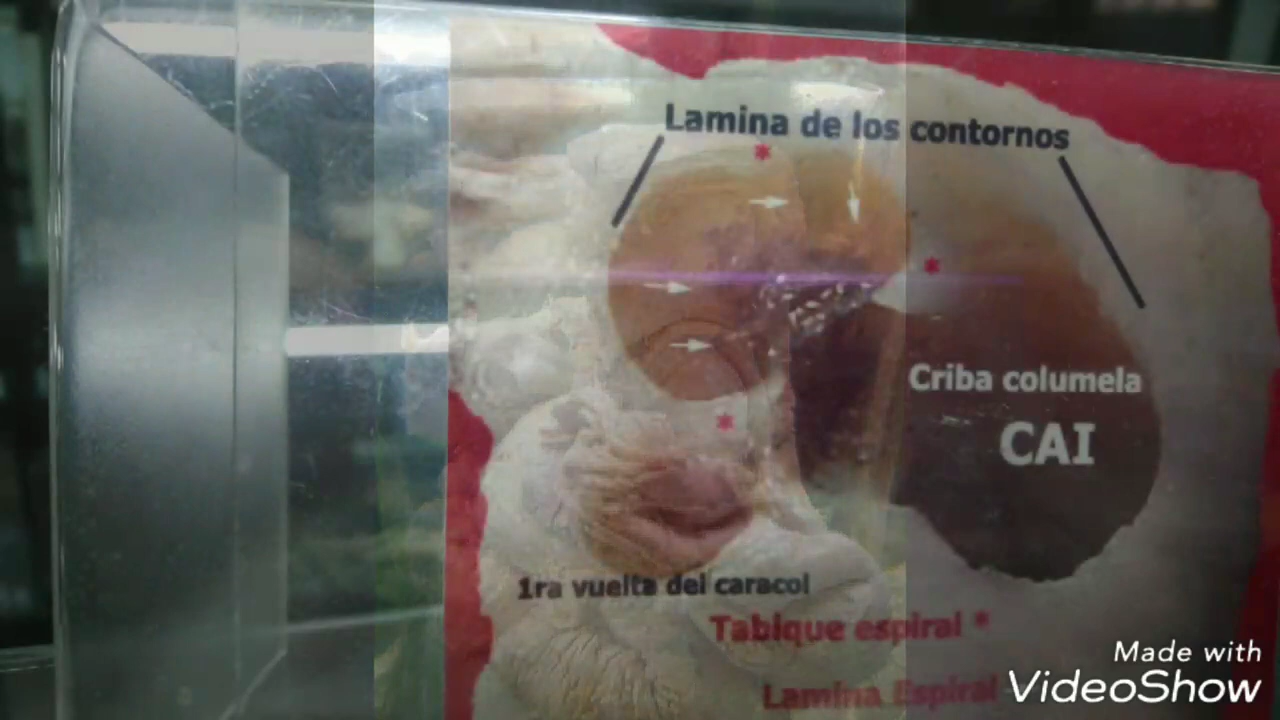 Lamina de los contornos
*
*
Criba columela
CAI
*
1ra vuelta del caracol
Tabique espiral *
Lamina Espiral
Made with
VideoShow